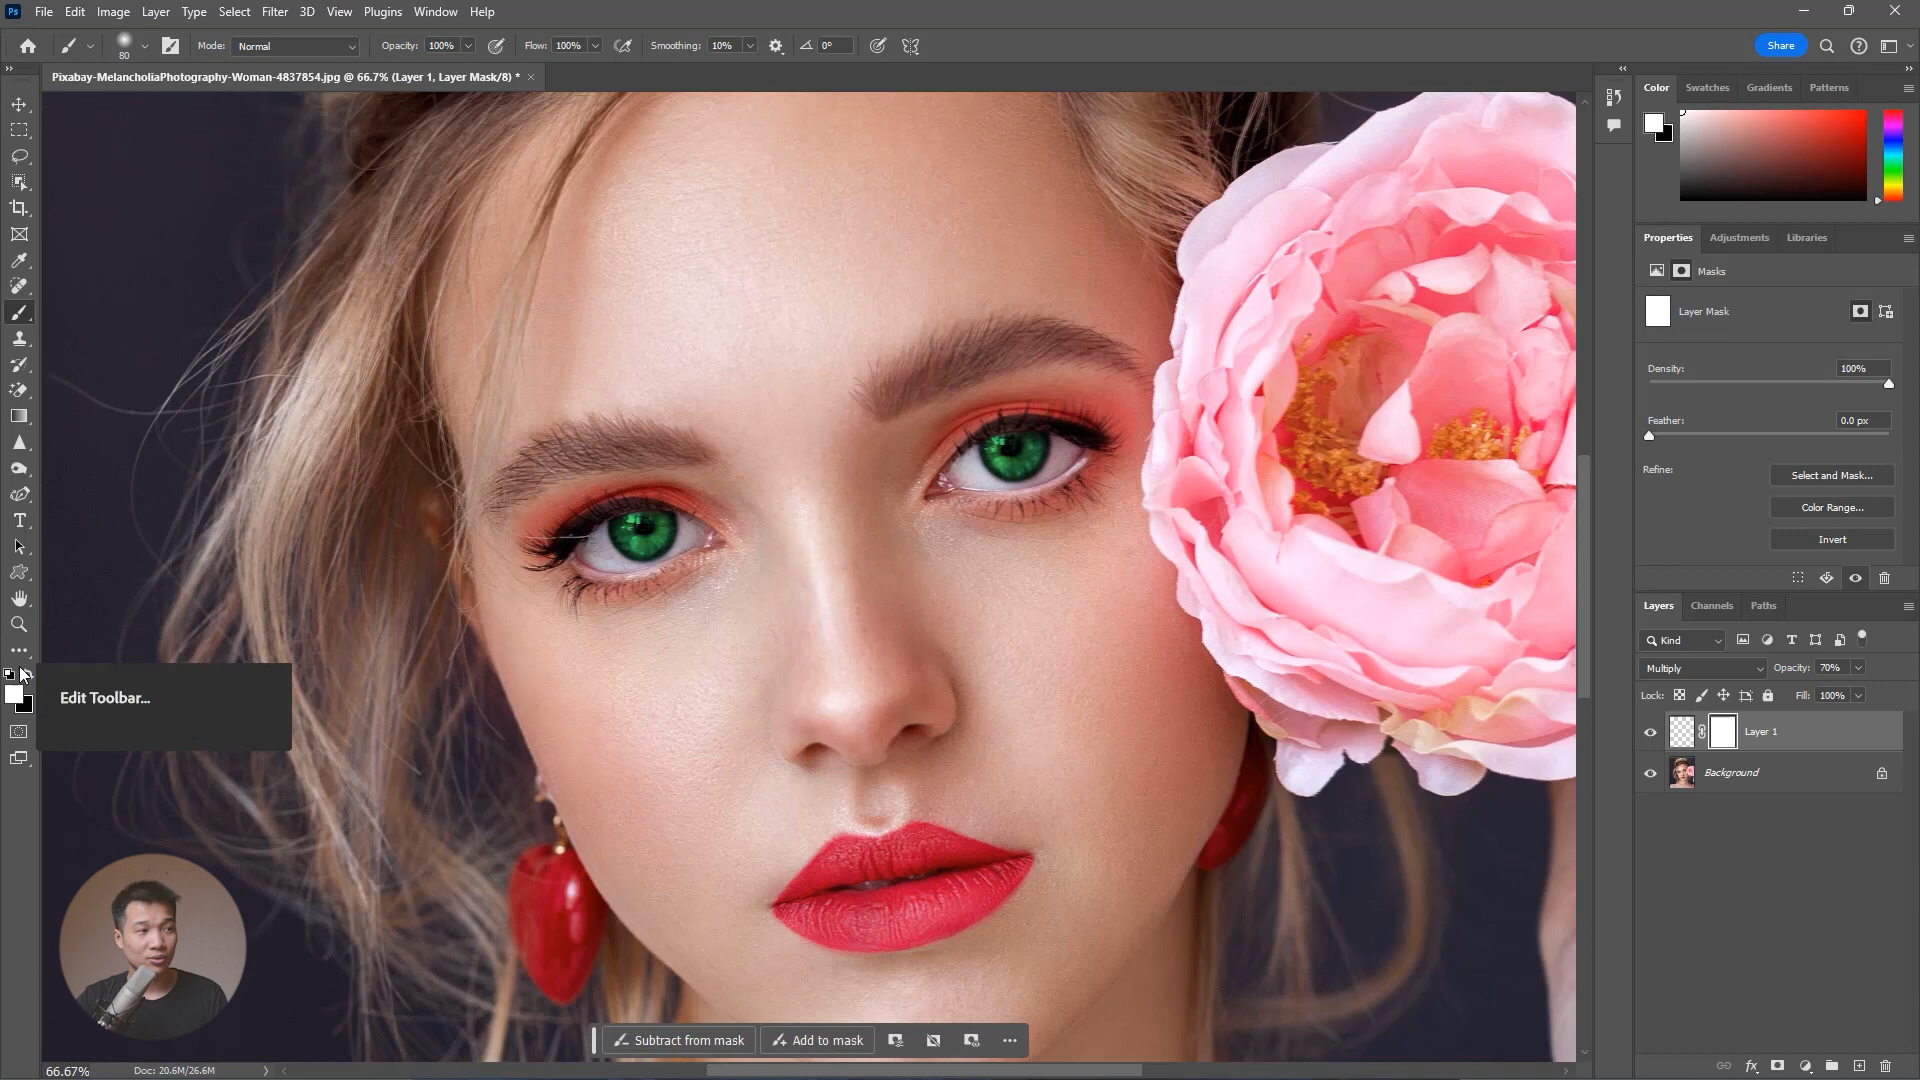 Ps File Edit Image Layer Type Select Filter 3D View Plugins Window Help
80 Mode: Normal Opacity: 100% Flow: 100% Smoothing: 10% 0° Share
Pixabay-MelancholiaPhotography-Woman-4837854.jpg @ 66.7% (Layer 1, Layer Mask/8) *
Color Swatches Gradients Patterns
Properties Adjustments Libraries
Masks
Layer Mask
Density: 100%
Feather: 0.0 px
Refine: Select and Mask...
Color Range...
Invert
Layers Channels Paths
Kind
Multiply Opacity: 70%
Lock: Fill: 100%
Layer 1
Background
Edit Toolbar...
Subtract from mask Add to mask
66.67% Doc: 20.6M/26.6M